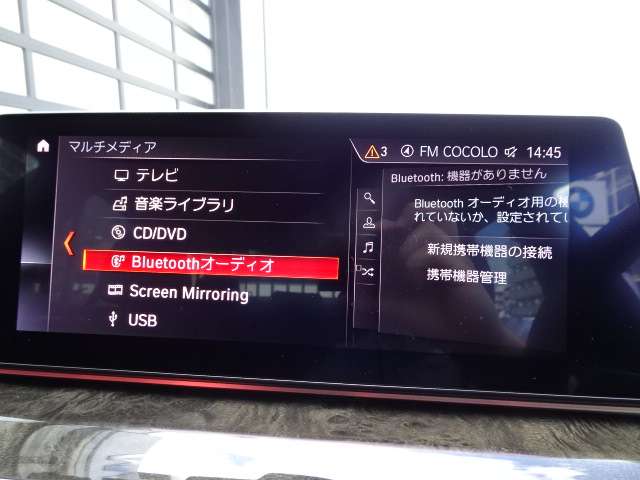 マルチメディア
3 FM COCOLO 14:45
テレビ
音楽ライブラリ
CD/DVD
Bluetoothオーディオ
Screen Mirroring
USB
Bluetooth: 機器がありません
Bluetooth オーディオ用の
れていないか、設定されてい
新規携帯機器の接続
携帯機器管理